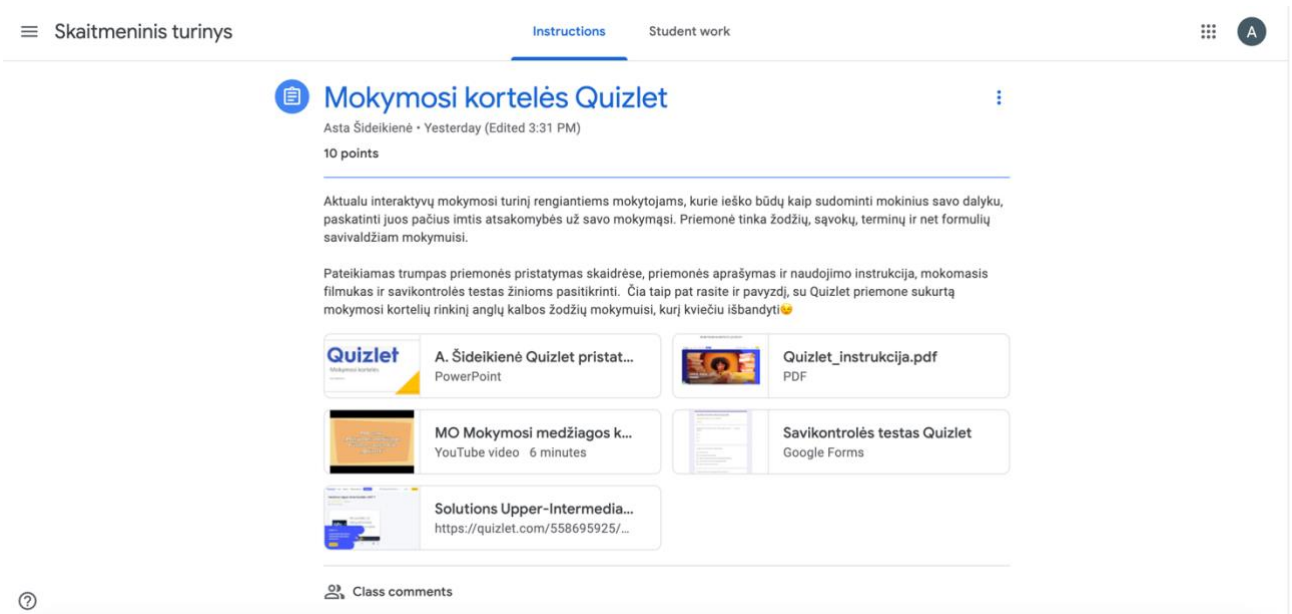 Skaitmeninis turinys
Instructions
Student work
A
Mokymosi kortelės Quizlet
Asta Šideikienė • Yesterday (Edited 3:31 PM)
10 points
Aktualu interaktyvų mokymosi turinį rengiantiems mokytojams, kurie ieško būdų kaip sudominti mokinius savo dalyku,
paskatinti juos pačius imtis atsakomybės už savo mokymąsi. Priemonė tinka žodžių, sąvokų, terminų ir net formulių
savivaldžiam mokymuisi.
Pateikiamas trumpas priemonės pristatymas skaidrėse, priemonės aprašymas ir naudojimo instrukcija, mokomasis
filmukas ir savikontrolės testas žinioms pasitikrinti. Čia taip pat rasite ir pavyzdį, su Quizlet priemone sukurtą
mokymosi kortelių rinkinį anglų kalbos žodžių mokymuisi, kurį kviečiu išbandyti😉
Quizlet
Mokymosi kortelės
A. Šideikienė Quizlet pristat...
PowerPoint
Quizlet_instrukcija.pdf
PDF
MO Mokymosi medžiagos k...
YouTube video 6 minutes
Savikontrolės testas Quizlet
Google Forms
Solutions Upper-Intermedia...
https://quizlet.com/558695925/...
Class comments